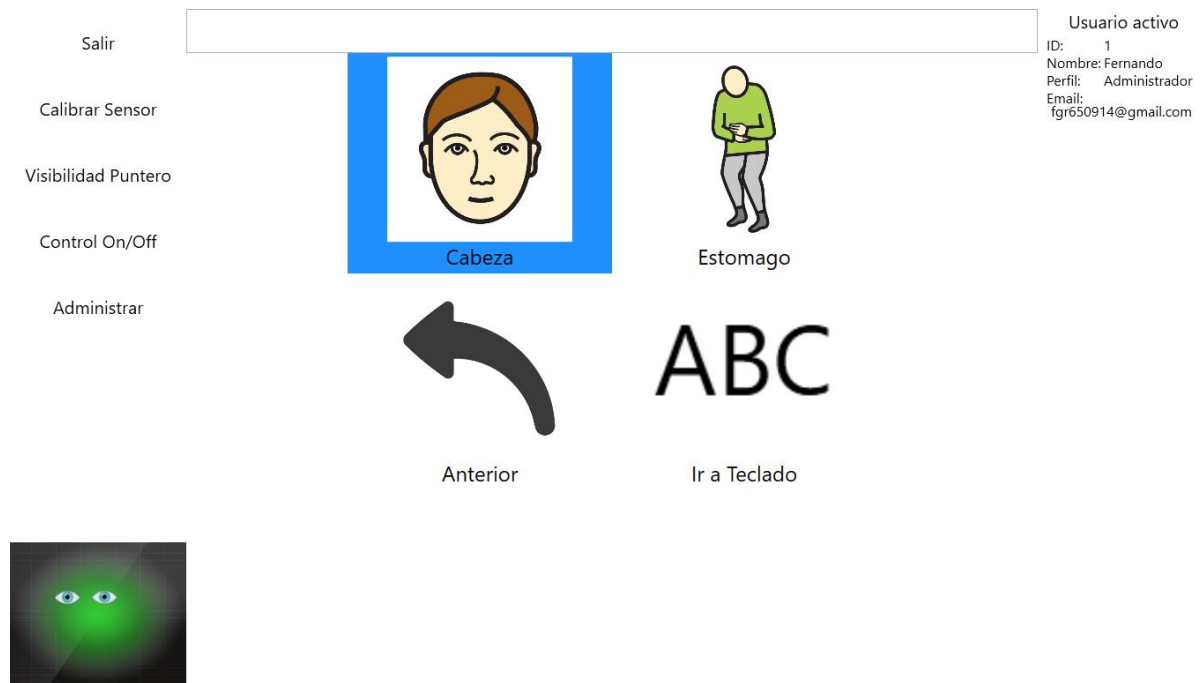 Salir
Calibrar Sensor
Visibilidad Puntero
Control On/Off
Administrar
Cabeza
Estomago
ABC
Anterior
Ir a Teclado
Usuario activo
ID: 1
Nombre: Fernando
Perfil: Administrador
Email:
fgr650914@gmail.com